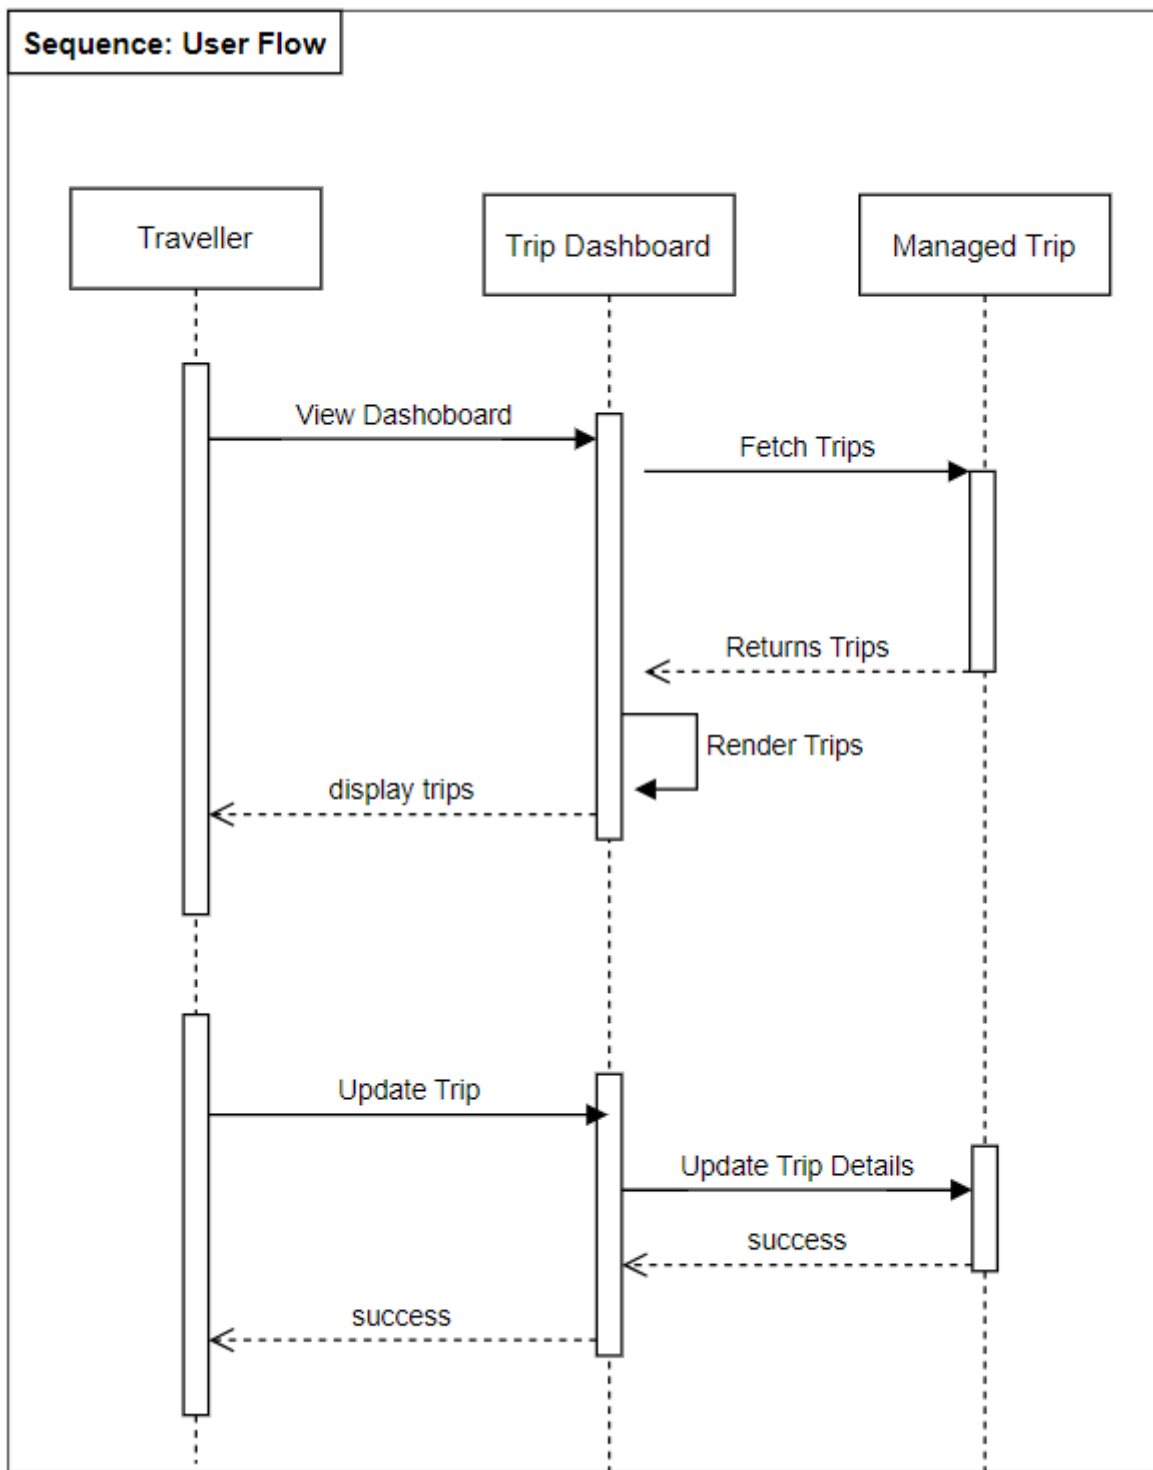 Sequence: User Flow
Traveller
Trip Dashboard
Managed Trip
View Dashoboard
Fetch Trips
Returns Trips
Render Trips
display trips
Update Trip
Update Trip Details
success
success